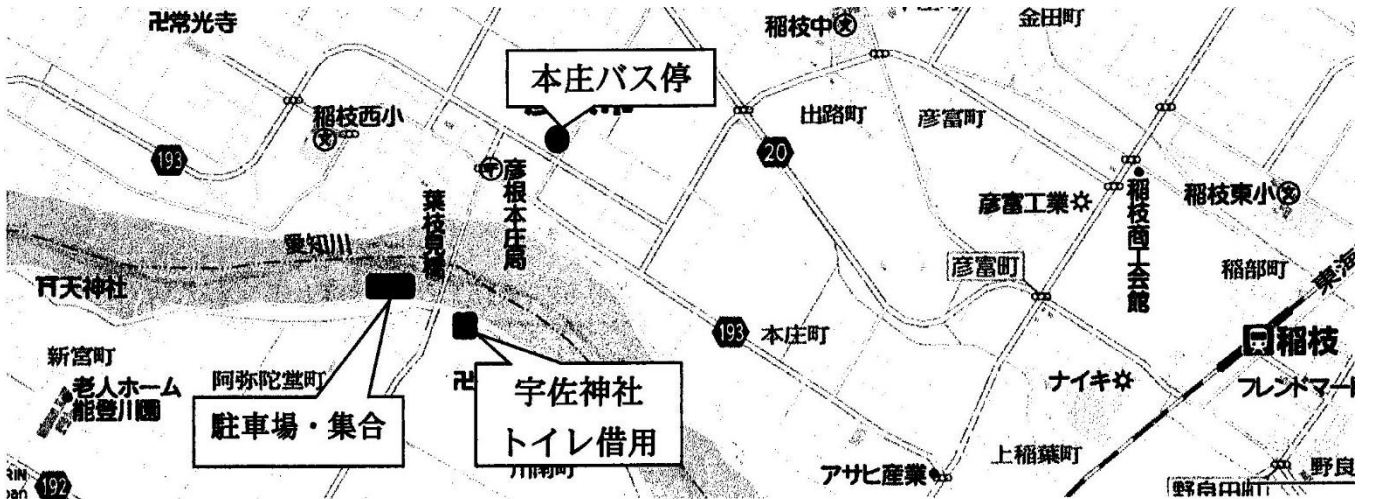 卍常光寺
稲枝中
金田町
本庄バス停
稲枝西小
出路町
彦富町
193
20
彦根本庄局
葉枝見橋
彦富工業
稲枝商工会館
稲枝東小
愛知川
天神社
彦富町
稲部町
193
本庄町
稲枝
新宮町
老人ホーム
能登川園
阿弥陀堂町
卍
宇佐神社
トイレ借用
駐車場・集合
ナイキ
フレンドマート
川南町
アサヒ産業
上稲葉町
192
野良田町